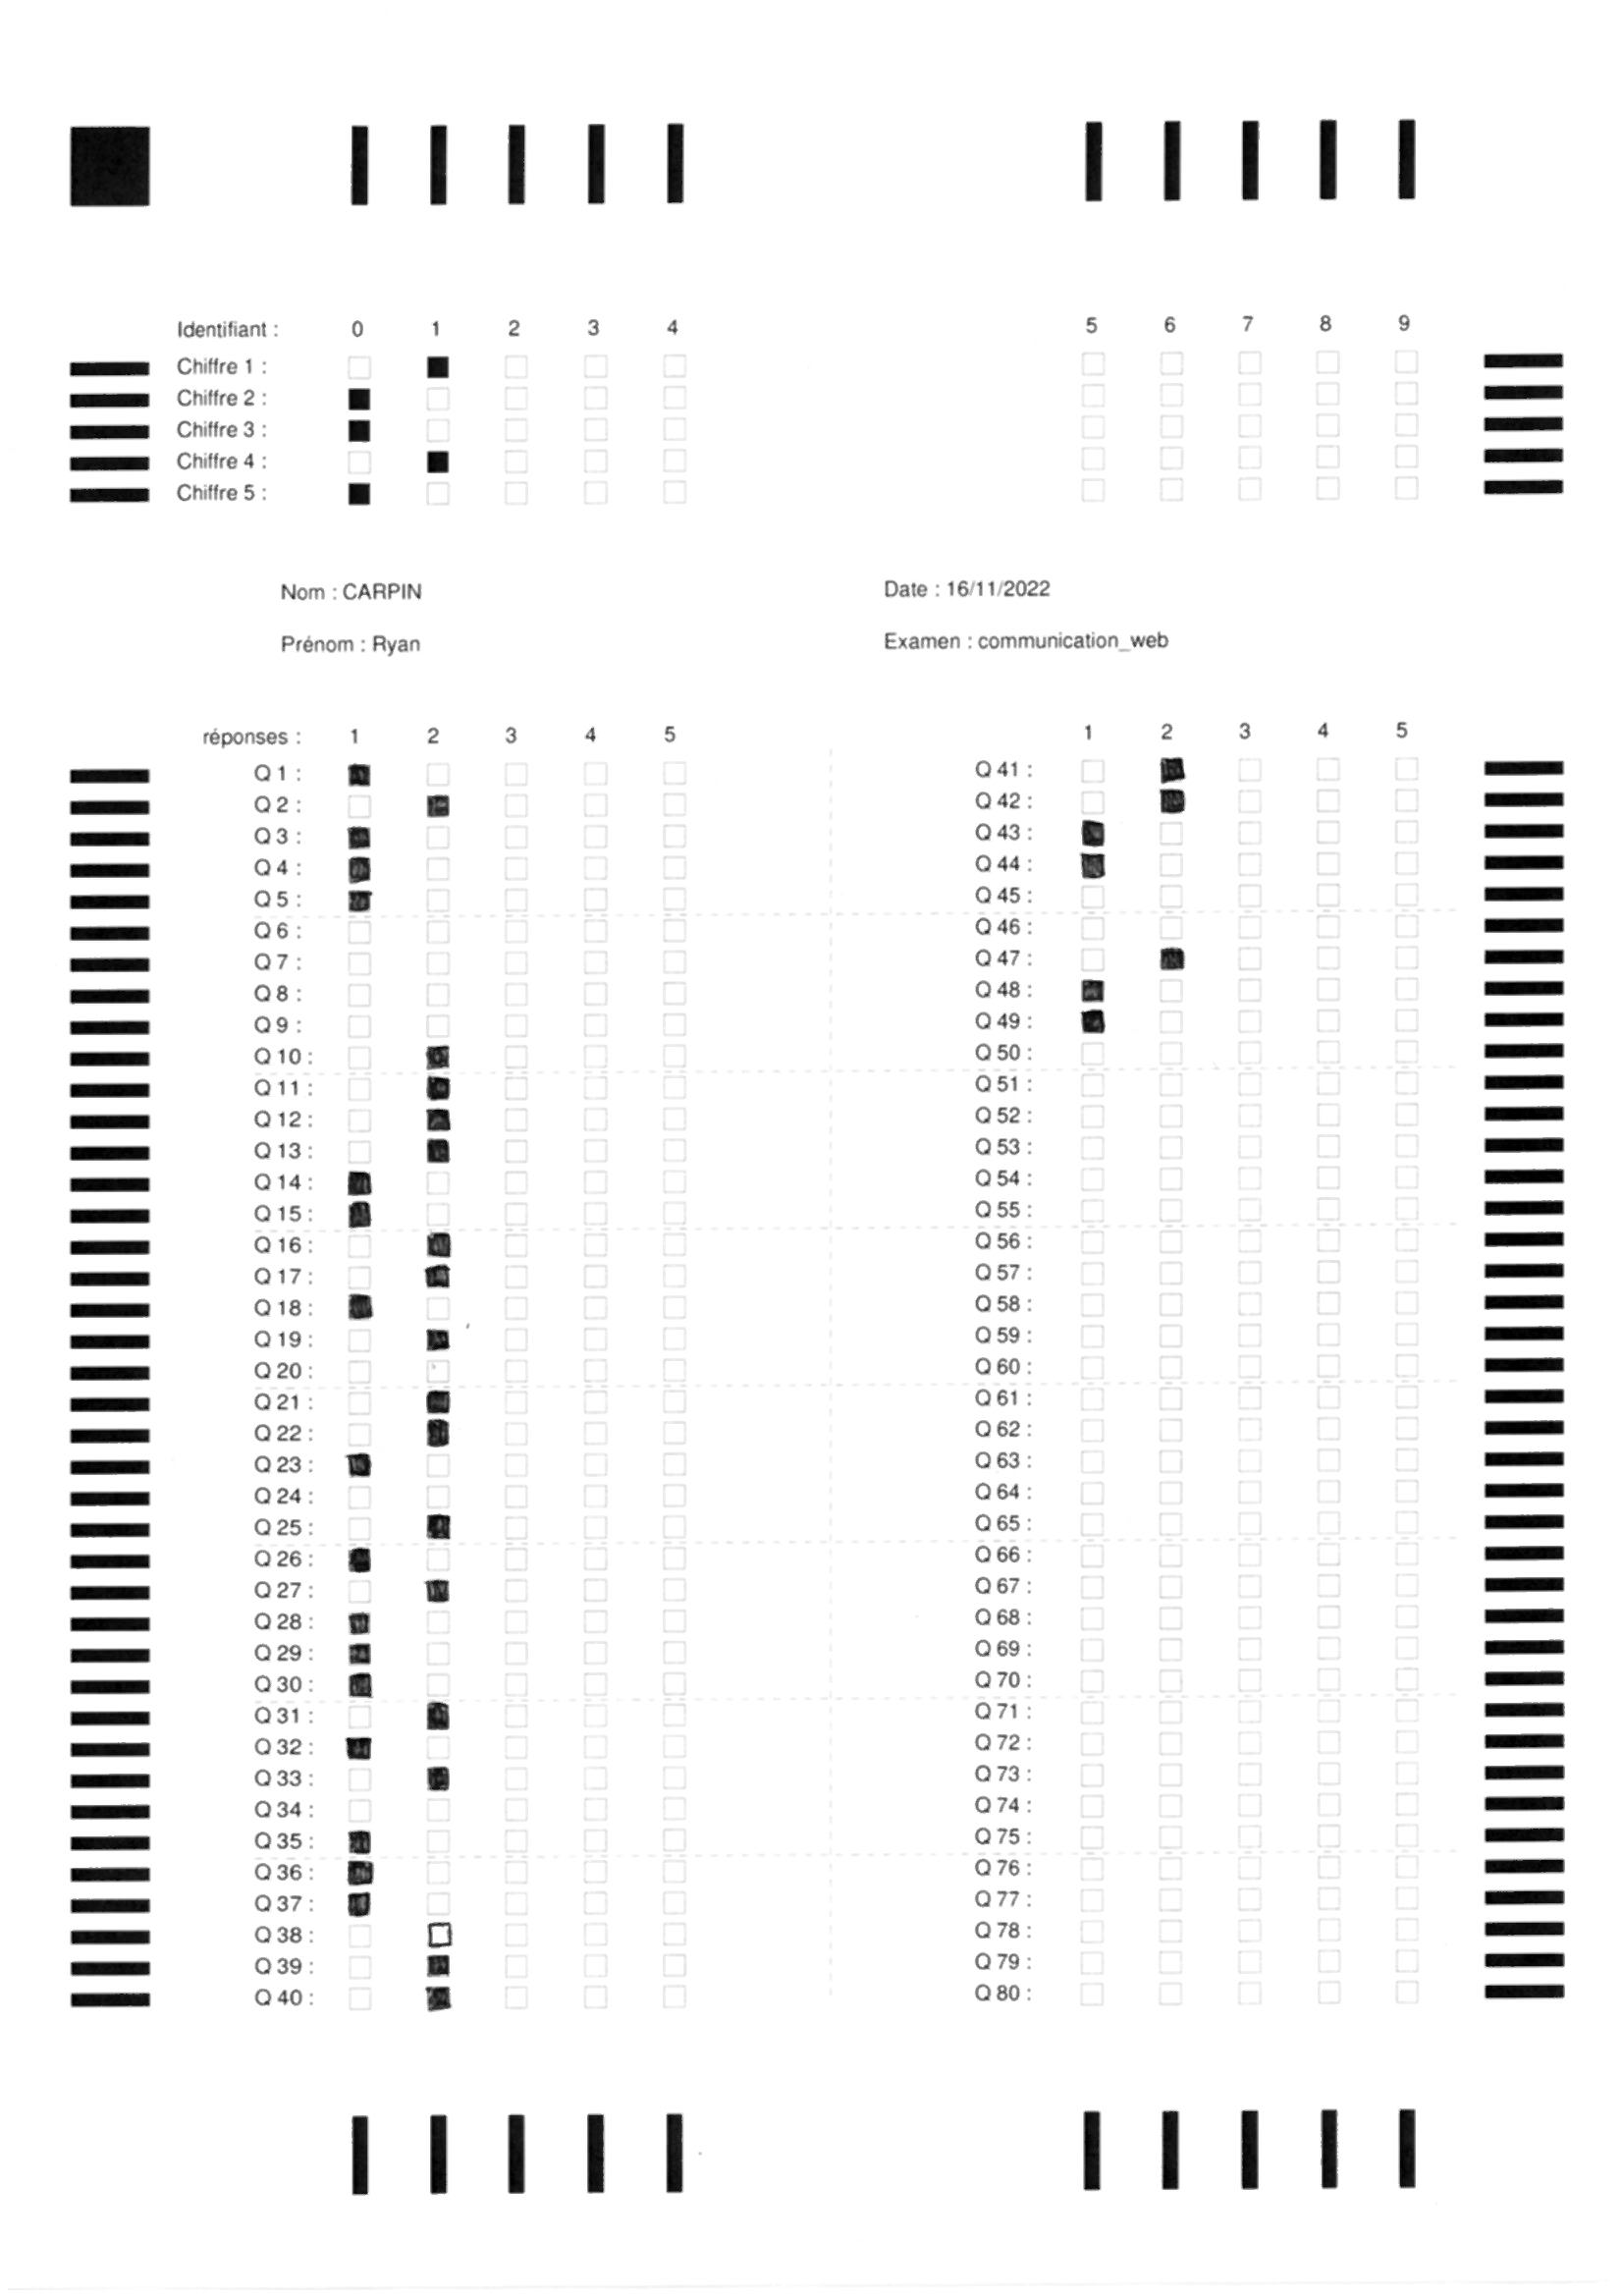 Identifiant : 0 1 2 3 4 5 6 7 8 9
Chiffre 1 :
Chiffre 2 :
Chiffre 3 :
Chiffre 4 :
Chiffre 5 :
Nom : CARPIN Date : 16/11/2022
Prénom : Ryan Examen : communication_web
réponses : 1 2 3 4 5 1 2 3 4 5
Q 1 : Q 41 :
Q 2 : Q 42 :
Q 3 : Q 43 :
Q 4 : Q 44 :
Q 5 : Q 45 :
Q 6 : Q 46 :
Q 7 : Q 47 :
Q 8 : Q 48 :
Q 9 : Q 49 :
Q 10 : Q 50 :
Q 11 : Q 51 :
Q 12 : Q 52 :
Q 13 : Q 53 :
Q 14 : Q 54 :
Q 15 : Q 55 :
Q 16 : Q 56 :
Q 17 : Q 57 :
Q 18 : Q 58 :
Q 19 : Q 59 :
Q 20 : Q 60 :
Q 21 : Q 61 :
Q 22 : Q 62 :
Q 23 : Q 63 :
Q 24 : Q 64 :
Q 25 : Q 65 :
Q 26 : Q 66 :
Q 27 : Q 67 :
Q 28 : Q 68 :
Q 29 : Q 69 :
Q 30 : Q 70 :
Q 31 : Q 71 :
Q 32 : Q 72 :
Q 33 : Q 73 :
Q 34 : Q 74 :
Q 35 : Q 75 :
Q 36 : Q 76 :
Q 37 : Q 77 :
Q 38 : Q 78 :
Q 39 : Q 79 :
Q 40 : Q 80 :